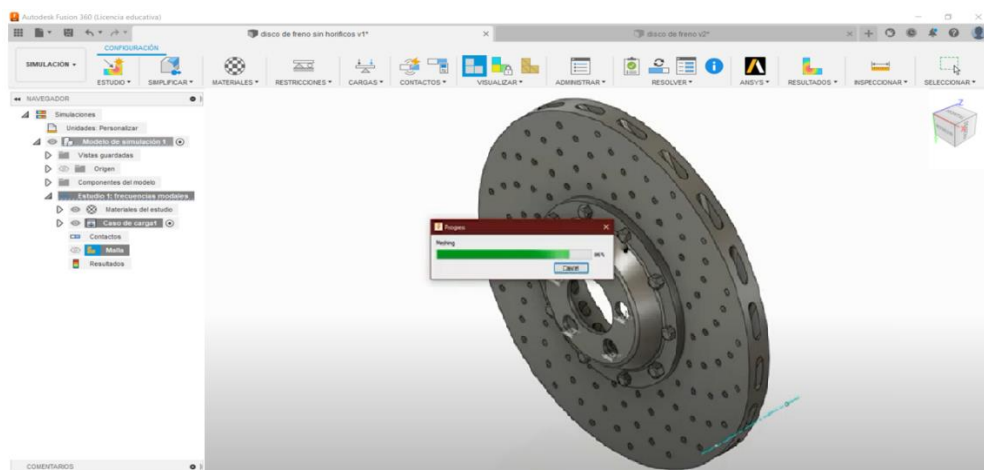 Autodesk Fusion 360 (Licencia educativa)
disco de freno sin horificos v1*
disco de freno v2*
CONFIGURACIÓN
SIMULACIÓN
ESTUDIO
SIMPLIFICAR
MATERIALES
RESTRICCIONES
CARGAS
CONTACTOS
VISUALIZAR
ADMINISTRAR
RESOLVER
ANSYS
RESULTADOS
INSPECCIONAR
SELECCIONAR
NAVEGADOR
Simulaciones
Unidades: Personalizar
Modelo de simulación 1
Vistas guardadas
Origen
Componentes del modelo
Estudio 1: frecuencias modales
Materiales del estudio
Caso de carga1
Contactos
Malla
Resultados
Progress
Meshing
86%
Cancel
Z
COMENTARIOS